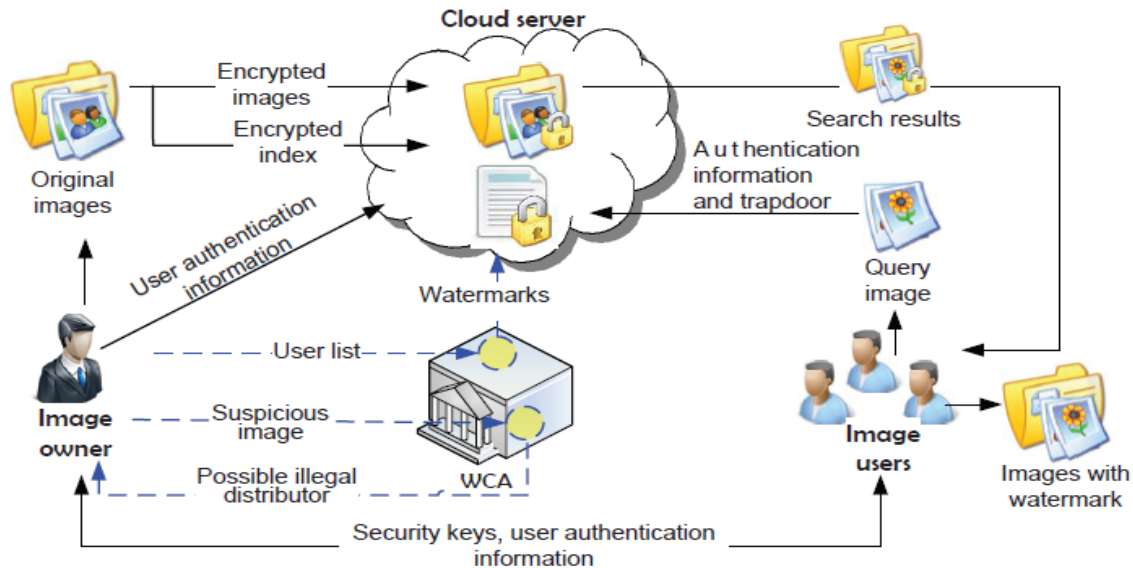 Cloud server
Encrypted
images
Encrypted
index
Original
images
Search results
A u t hentication
information
and trapdoor
User authentication
information
Query
image
Watermarks
User list
Image
owner
Suspicious
image
Possible illegal
distributor
WCA
Image
users
Images with
watermark
Security keys, user authentication
information